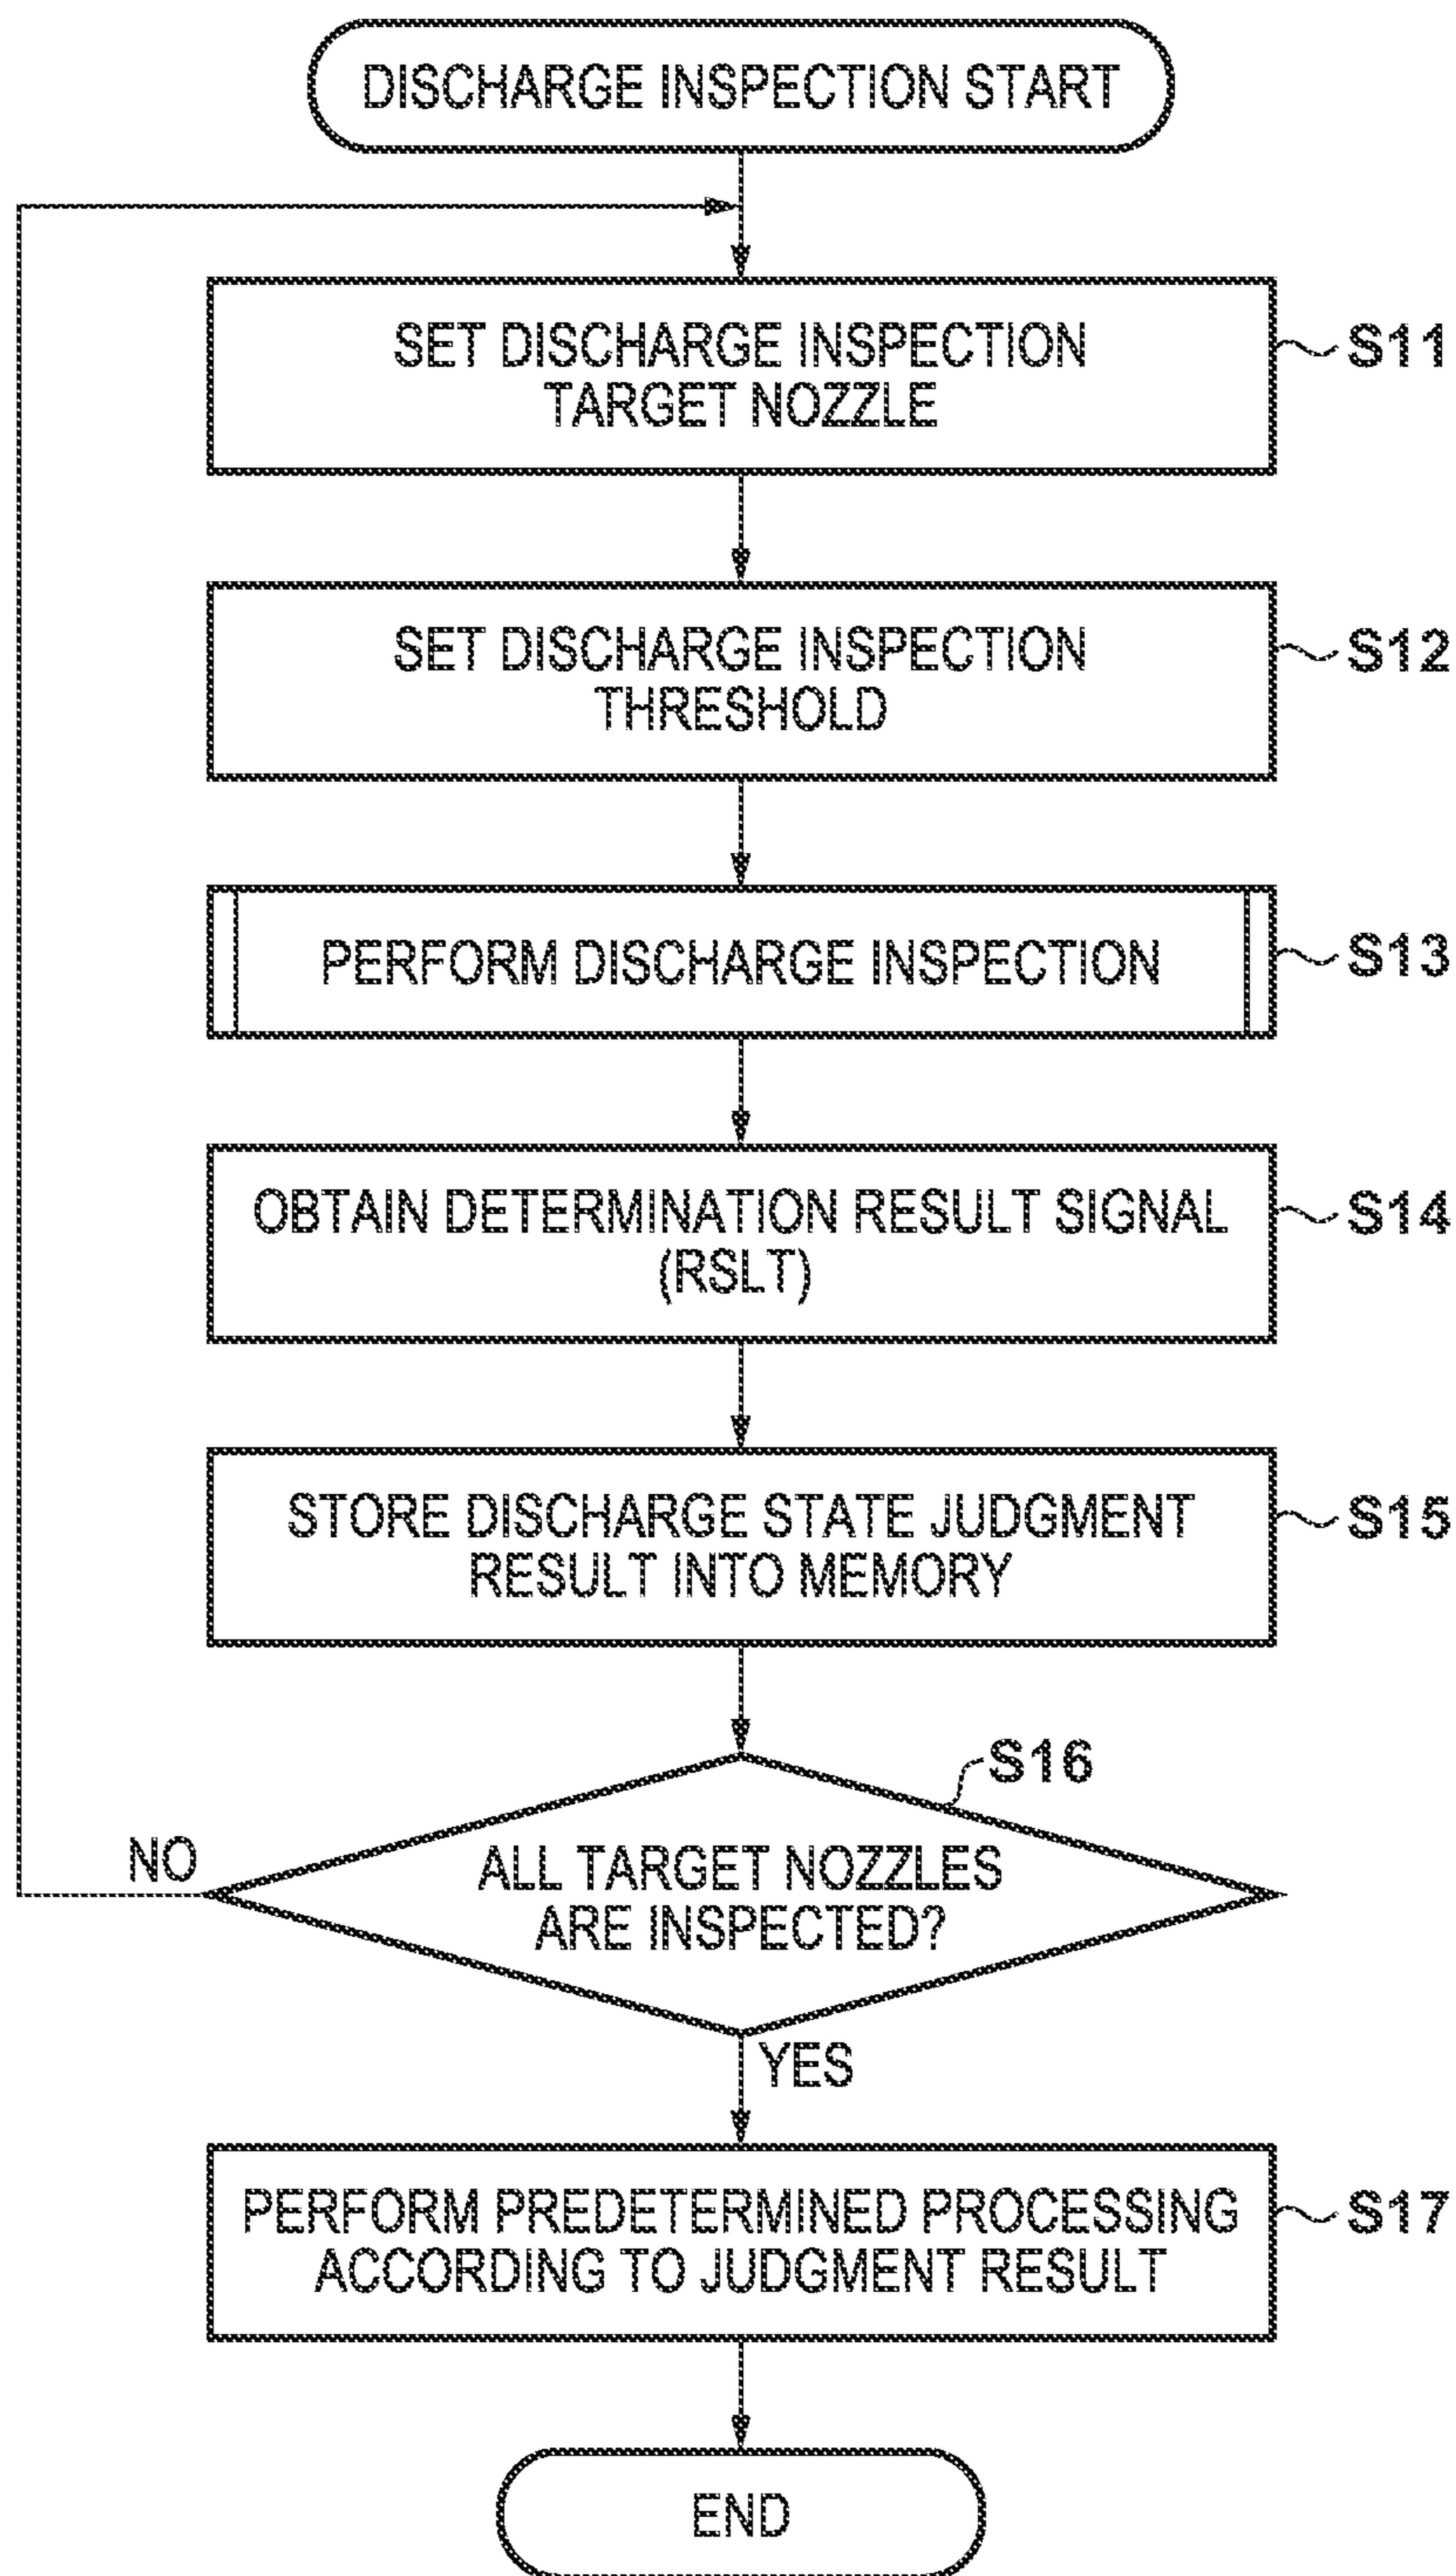 DISCHARGE INSPECTION START
SET DISCHARGE INSPECTION
TARGET NOZZLE
S11
SET DISCHARGE INSPECTION
THRESHOLD
S12
PERFORM DISCHARGE INSPECTION
S13
OBTAIN DETERMINATION RESULT SIGNAL
(RSLT)
S14
STORE DISCHARGE STATE JUDGMENT
RESULT INTO MEMORY
S15
S16
NO
ALL TARGET NOZZLES
ARE INSPECTED?
YES
PERFORM PREDETERMINED PROCESSING
ACCORDING TO JUDGMENT RESULT
S17
END